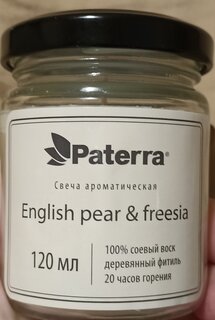 Paterra®
Свеча ароматическая
English pear & freesia
120 мл
100% соевый воск
деревянный фитиль
20 часов горения